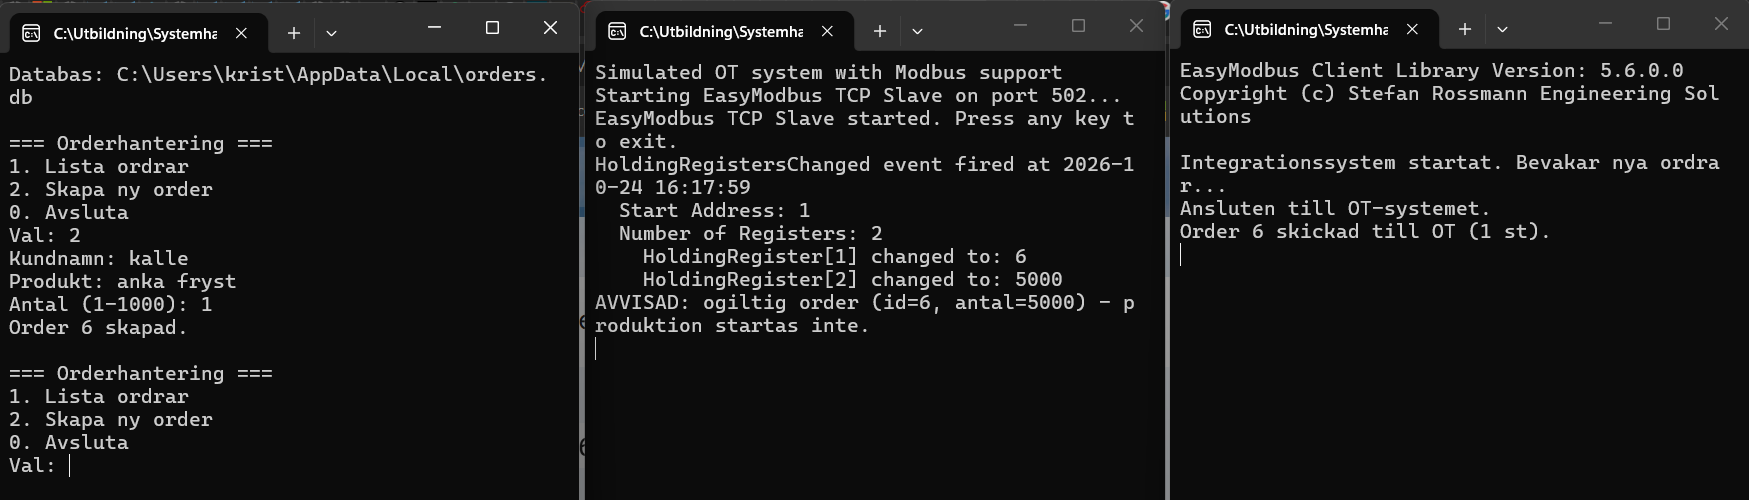 C:\Utbildning\Systemha
Databas: C:\Users\krist\AppData\Local\orders.
db
=== Orderhantering ===
1. Lista ordrar
2. Skapa ny order
0. Avsluta
Val: 2
Kundnamn: kalle
Produkt: anka fryst
Antal (1-1000): 1
Order 6 skapad.
=== Orderhantering ===
1. Lista ordrar
2. Skapa ny order
0. Avsluta
Val:
C:\Utbildning\Systemha
Simulated OT system with Modbus support
Starting EasyModbus TCP Slave on port 502...
EasyModbus TCP Slave started. Press any key t
o exit.
HoldingRegistersChanged event fired at 2026-1
0-24 16:17:59
Start Address: 1
Number of Registers: 2
HoldingRegister[1] changed to: 6
HoldingRegister[2] changed to: 5000
AVVISAD: ogiltig order (id=6, antal=5000) - p
roduktion startas inte.
C:\Utbildning\Systemha
EasyModbus Client Library Version: 5.6.0.0
Copyright (c) Stefan Rossmann Engineering Sol
utions
Integrationssystem startat. Bevakar nya ordra
r...
Ansluten till OT-systemet.
Order 6 skickad till OT (1 st).